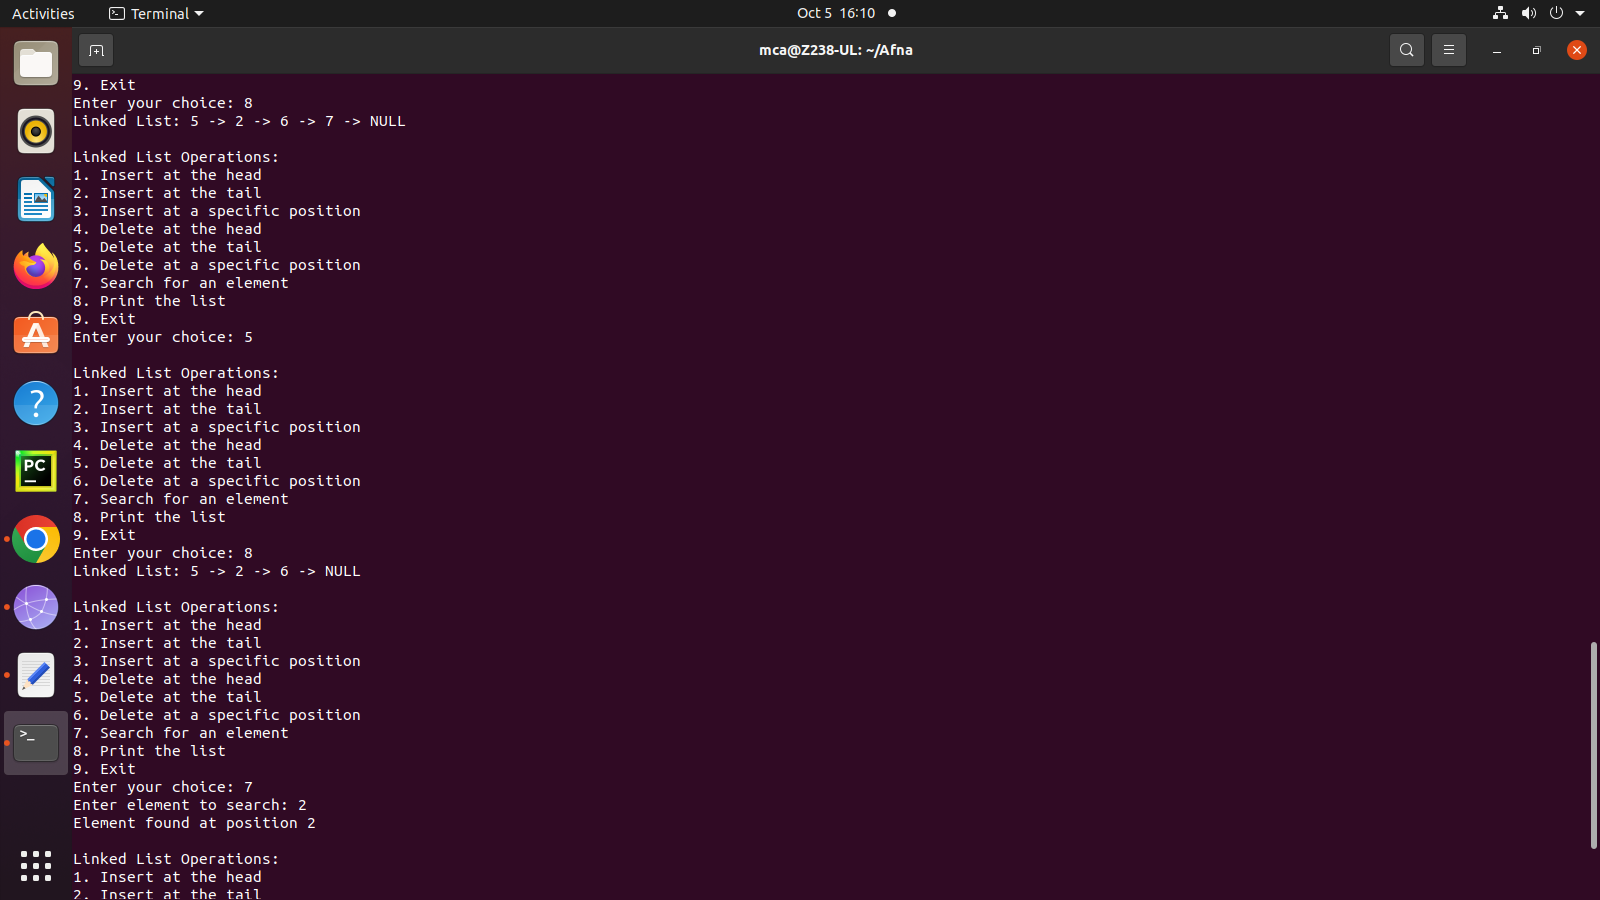 Activities
Terminal
Oct 5 16:10
mca@Z238-UL: ~/Afna
9. Exit
Enter your choice: 8
Linked List: 5 -> 2 -> 6 -> 7 -> NULL
Linked List Operations:
1. Insert at the head
2. Insert at the tail
3. Insert at a specific position
4. Delete at the head
5. Delete at the tail
6. Delete at a specific position
7. Search for an element
8. Print the list
9. Exit
Enter your choice: 5
Linked List Operations:
1. Insert at the head
2. Insert at the tail
3. Insert at a specific position
4. Delete at the head
5. Delete at the tail
6. Delete at a specific position
7. Search for an element
8. Print the list
9. Exit
Enter your choice: 8
Linked List: 5 -> 2 -> 6 -> NULL
Linked List Operations:
1. Insert at the head
2. Insert at the tail
3. Insert at a specific position
4. Delete at the head
5. Delete at the tail
6. Delete at a specific position
7. Search for an element
8. Print the list
9. Exit
Enter your choice: 7
Enter element to search: 2
Element found at position 2
Linked List Operations:
1. Insert at the head
2. Insert at the tail
PC
>_